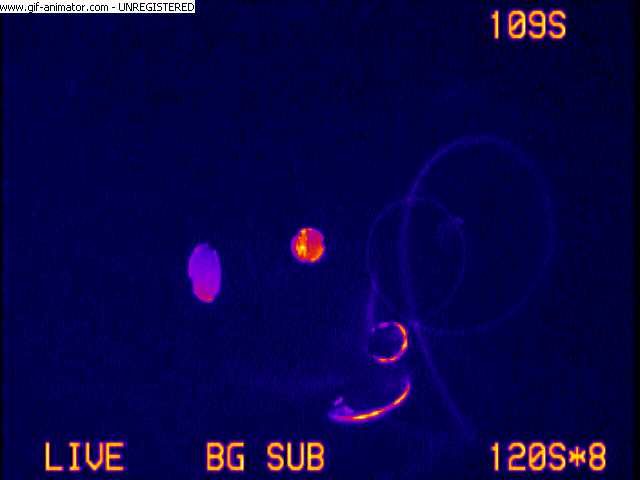 www.gif-animator.com - UNREGISTERED
109S
LIVE BG SUB 120S*8